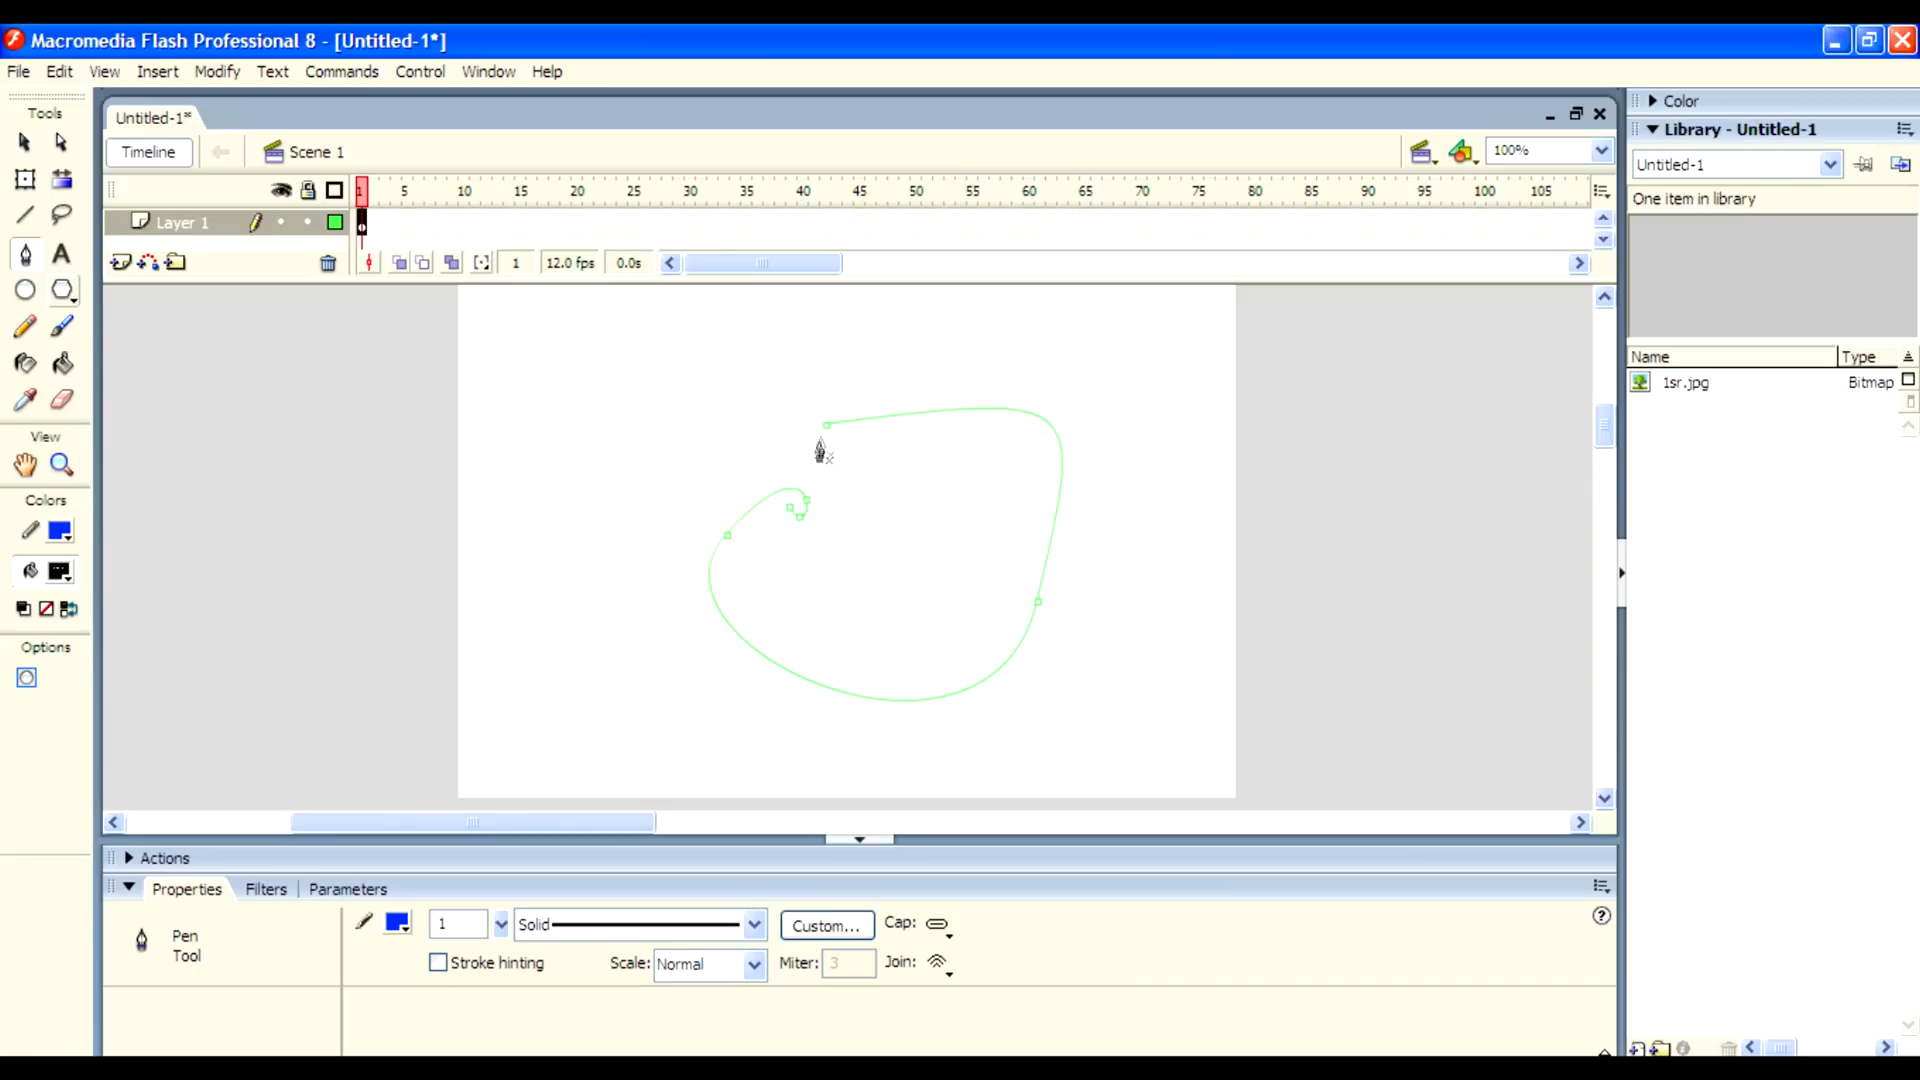 Macromedia Flash Professional 8 - [Untitled-1*]
File Edit View Insert Modify Text Commands Control Window Help
Tools
Untitled-1*
Timeline
Scene 1
100%
1 5 10 15 20 25 30 35 40 45 50 55 60 65 70 75 80 85 90 95 100 105
Layer 1
1 12.0 fps 0.0s
View
Colors
Options
Color
Library - Untitled-1
Untitled-1
One item in library
Name Type
1sr.jpg Bitmap
Actions
Properties Filters Parameters
Pen
Tool
1 Solid Custom... Cap:
Stroke hinting Scale: Normal Miter: 3 Join: